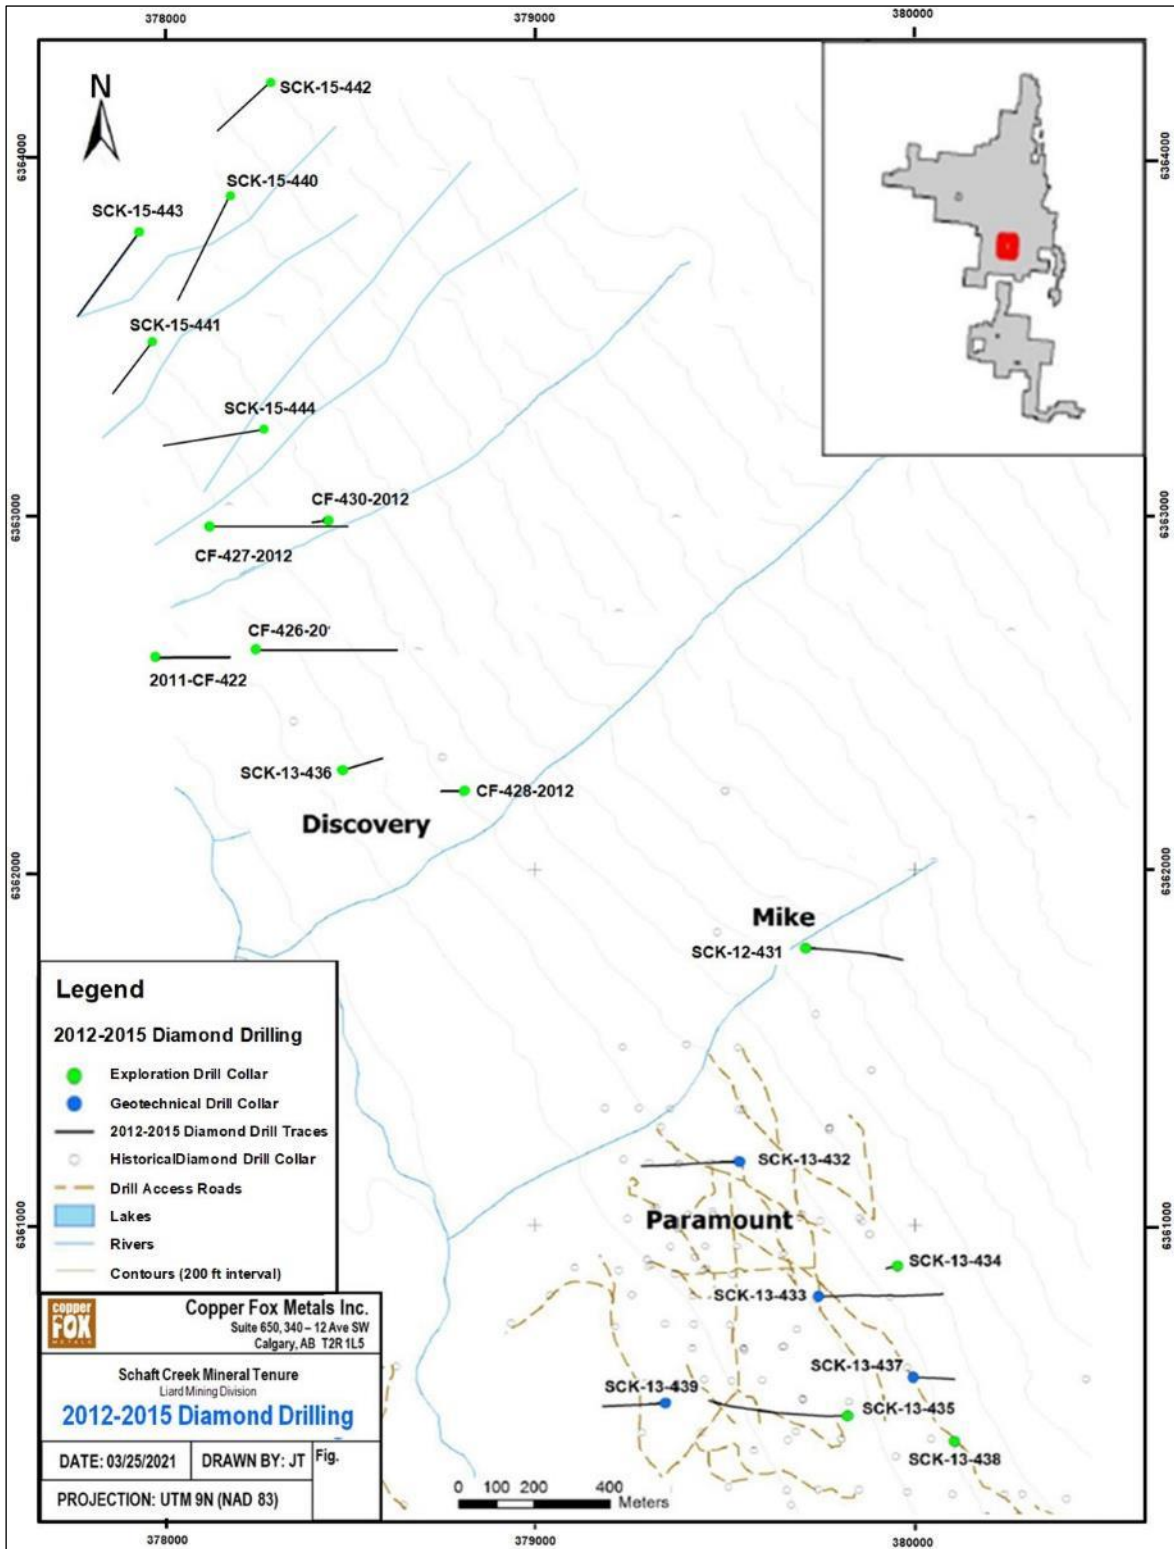 378000
379000
380000
N
SCK-15-442
6364000
6364000
SCK-15-440
SCK-15-443
SCK-15-441
SCK-15-444
CF-430-2012
6363000
6363000
CF-427-2012
CF-426-20
2011-CF-422
SCK-13-436
CF-428-2012
Discovery
6362000
6362000
Mike
SCK-12-431
Legend
2012-2015 Diamond Drilling
Exploration Drill Collar
Geotechnical Drill Collar
2012-2015 Diamond Drill Traces
HistoricalDiamond Drill Collar
Drill Access Roads
Lakes
Rivers
Contours (200 ft interval)
SCK-13-432
Paramount
6361000
6361000
SCK-13-434
SCK-13-433
SCK-13-437
SCK-13-439
SCK-13-435
SCK-13-438
copper
FOX
METALS
Copper Fox Metals Inc.
Suite 650, 340 – 12 Ave SW
Calgary, AB T2R 1L5
Schaft Creek Mineral Tenure
Liard Mining Division
2012-2015 Diamond Drilling
DATE: 03/25/2021
DRAWN BY: JT
Fig.
PROJECTION: UTM 9N (NAD 83)
0 100 200 400
Meters
378000
379000
380000